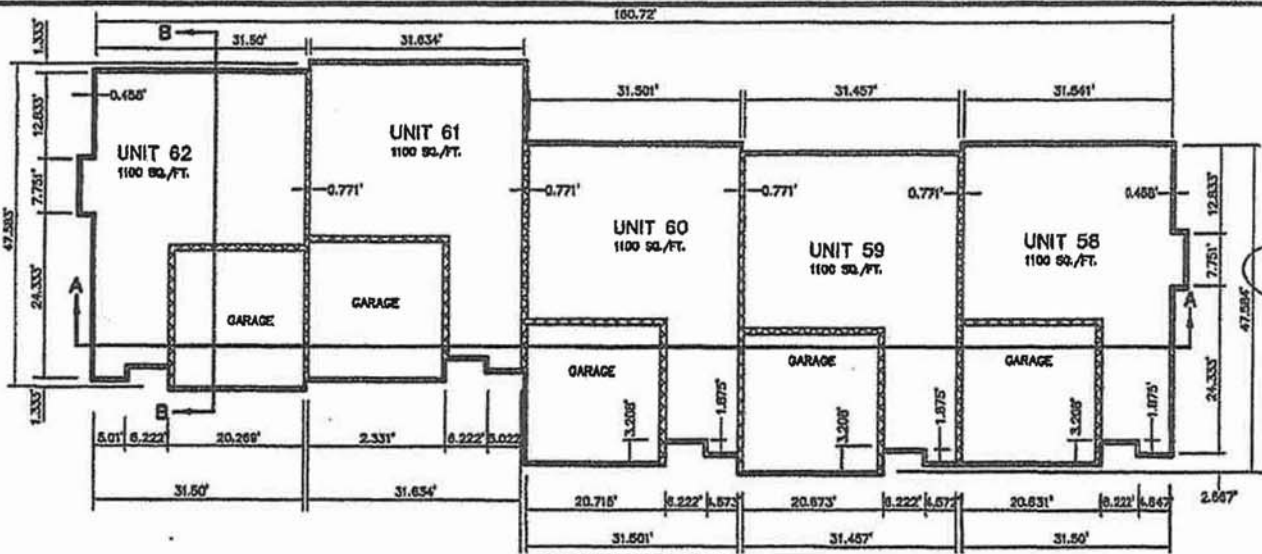 160.72'
B
31.50'
31.634'
1.333'
31.501'
31.457'
31.641'
0.458'
12.833'
UNIT 62
1100 SQ./FT.
UNIT 61
1100 SQ./FT.
7.751'
47.583'
0.771'
0.771'
0.771'
0.771'
0.458'
12.833'
UNIT 60
1100 SQ./FT.
UNIT 59
1100 SQ./FT.
UNIT 58
1100 SQ./FT.
7.751'
47.584'
24.333'
A
A
GARAGE
GARAGE
GARAGE
GARAGE
GARAGE
24.333'
1.333'
B
3.208'
1.875'
3.208'
1.875'
3.208'
1.875'
5.01'
6.222'
20.269'
2.331'
6.222'
31.50'
31.634'
20.715'
6.222'
4.573'
20.673'
6.222'
4.572'
20.631'
6.222'
4.647'
2.667'
31.501'
31.457'
31.50'